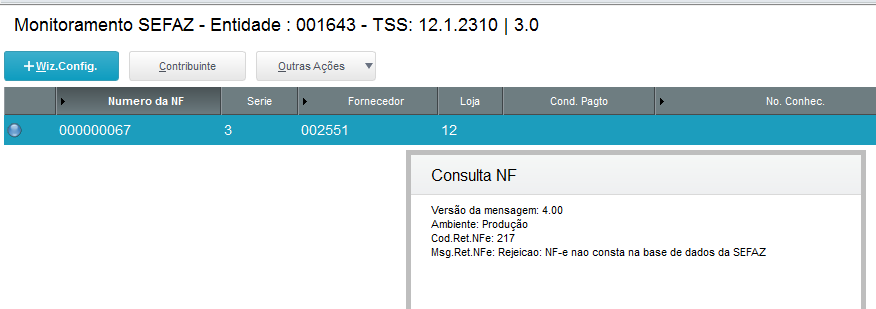 Monitoramento SEFAZ - Entidade : 001643 - TSS: 12.1.2310 | 3.0
+Wiz.Config. Contribuinte Outras Ações
Numero da NF Serie Fornecedor Loja Cond. Pagto No. Conhec.
000000067 3 002551 12
Consulta NF
Versão da mensagem: 4.00
Ambiente: Produção
Cod.Ret.NFe: 217
Msg.Ret.NFe: Rejeicao: NF-e nao consta na base de dados da SEFAZ